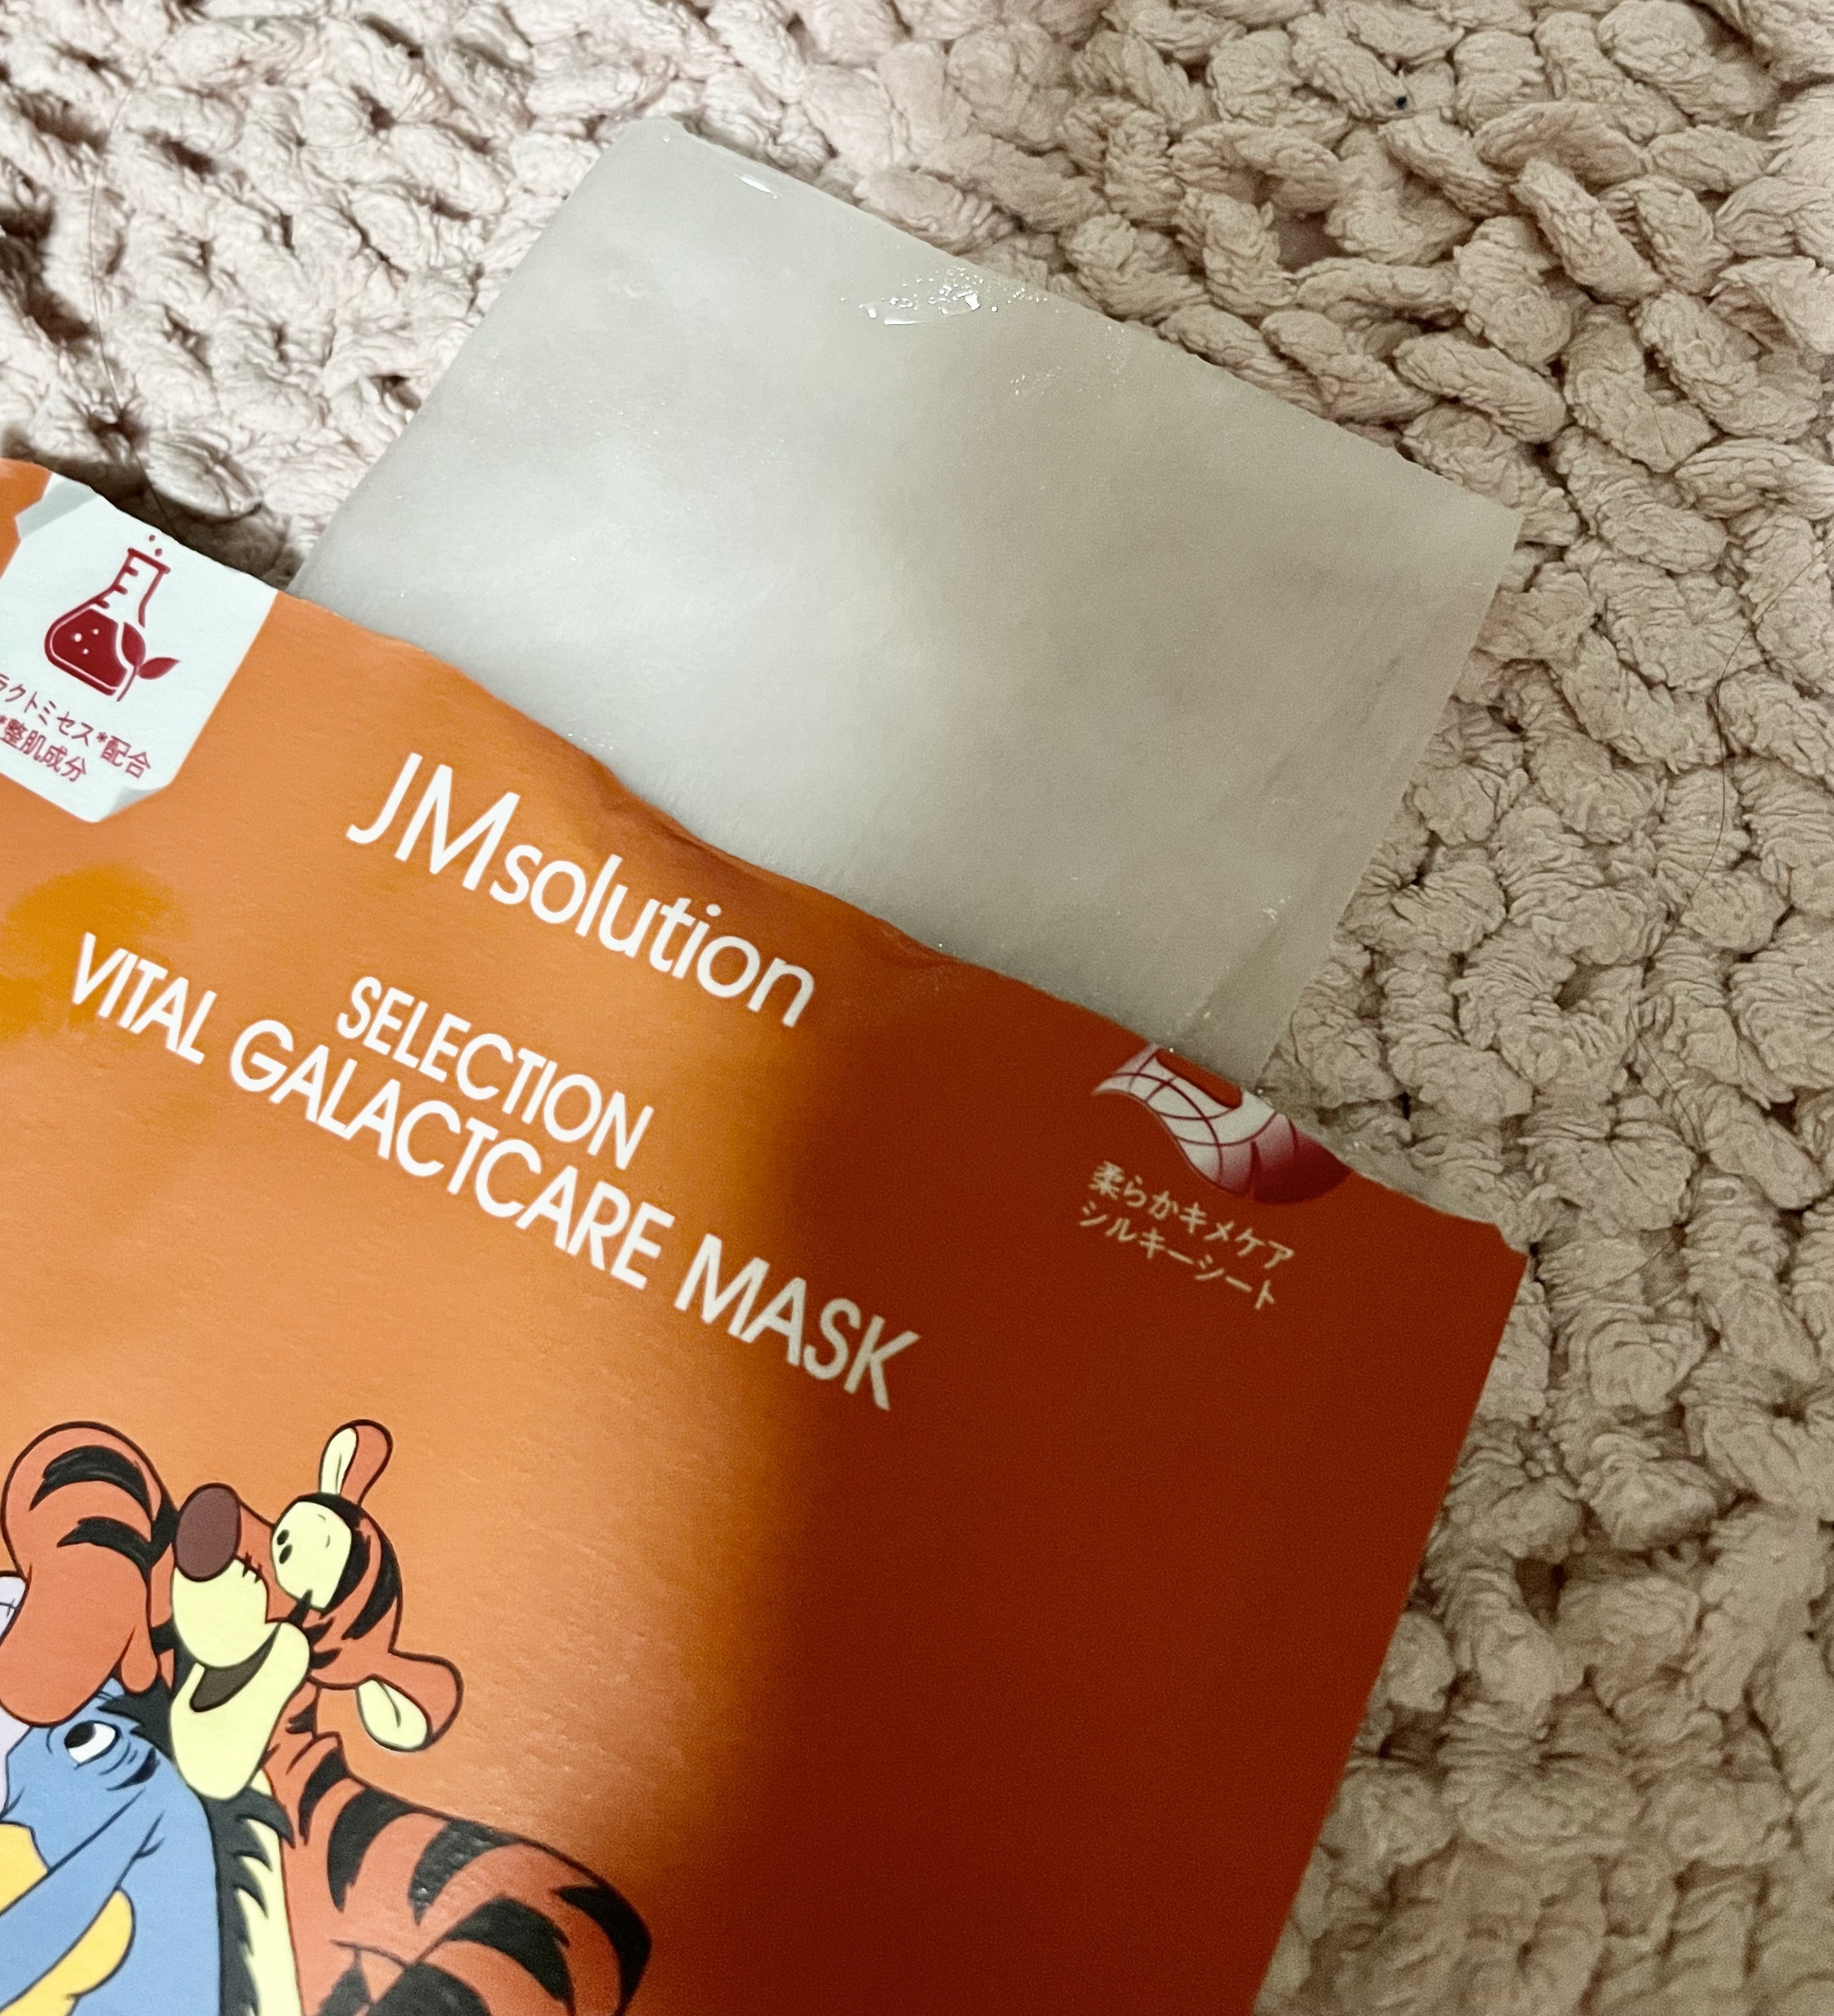 ラクトミセス*配合
*整肌成分
JMsolution
SELECTION
VITAL GALACTCARE MASK
柔らかキメケア
シルキーシート